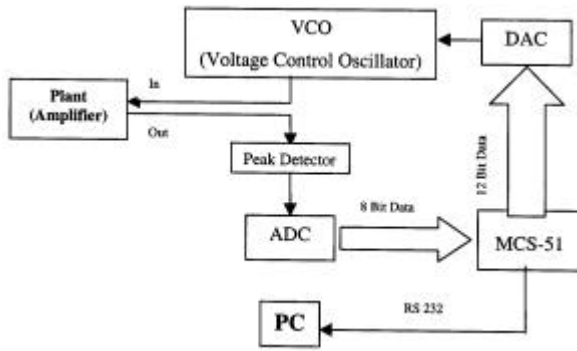 VCO
(Voltage Control Oscillator)
DAC
In
Plant
(Amplifier)
Out
Peak Detector
12 Bit Data
8 Bit Data
ADC
MCS-51
RS 232
PC